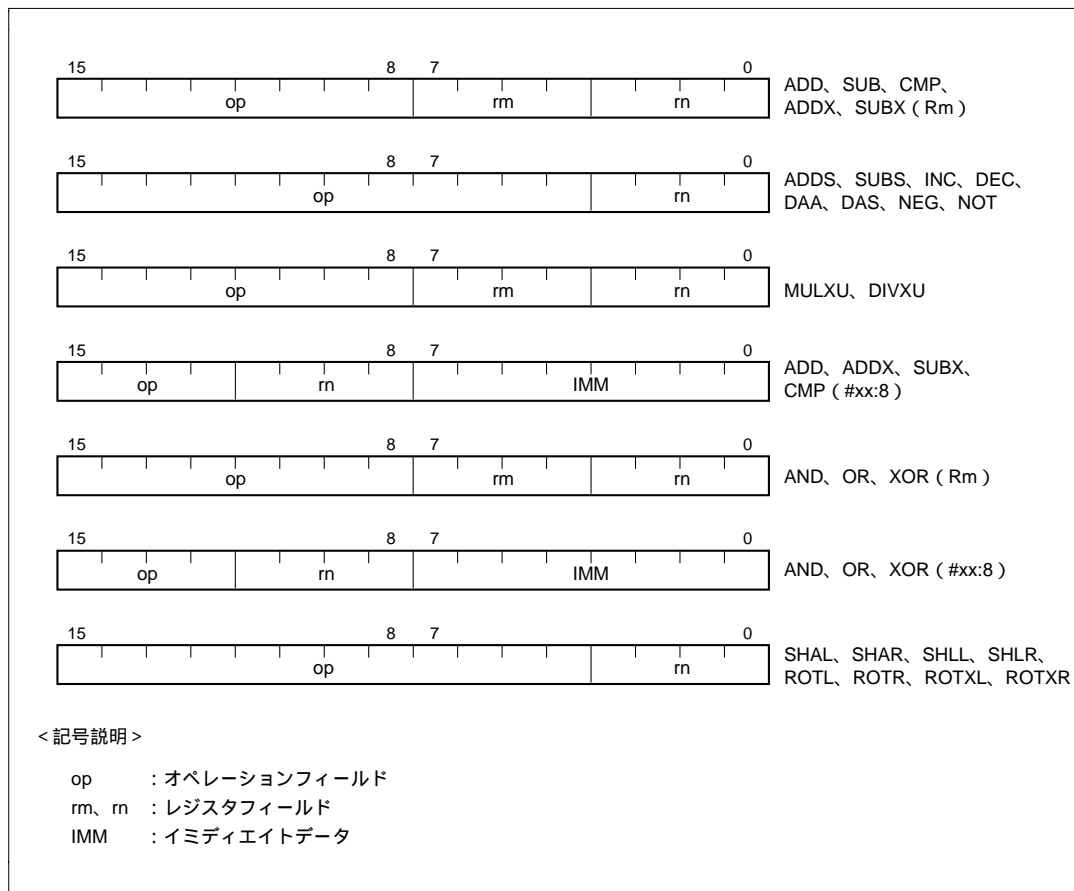 15 8 7 0
op rm rn
ADD、SUB、CMP、
ADDX、SUBX（Rm）
15 8 7 0
op rn
ADDS、SUBS、INC、DEC、
DAA、DAS、NEG、NOT
15 8 7 0
op rm rn
MULXU、DIVXU
15 8 7 0
op rn IMM
ADD、ADDX、SUBX、
CMP（#xx:8）
15 8 7 0
op rm rn
AND、OR、XOR（Rm）
15 8 7 0
op rn IMM
AND、OR、XOR（#xx:8）
15 8 7 0
op rn
SHAL、SHAR、SHLL、SHLR、
ROTL、ROTR、ROTXL、ROTXR
<記号説明>
op ：オペレーションフィールド
rm、rn ：レジスタフィールド
IMM ：イミディエイトデータ